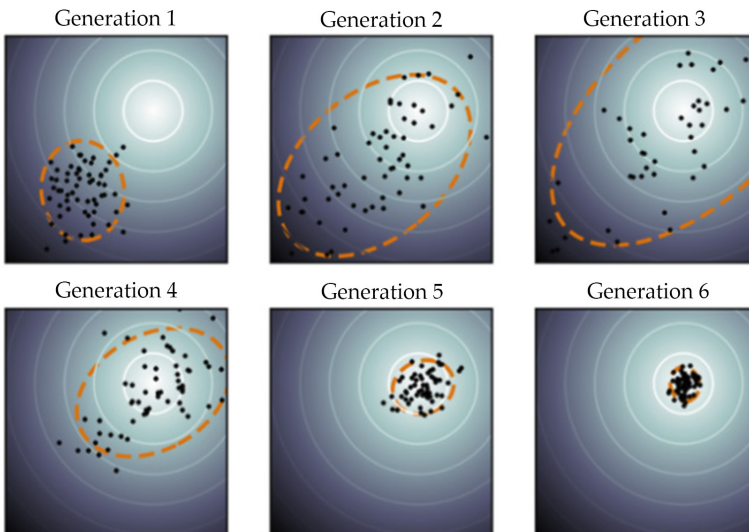 Generation 1
Generation 2
Generation 3
Generation 4
Generation 5
Generation 6